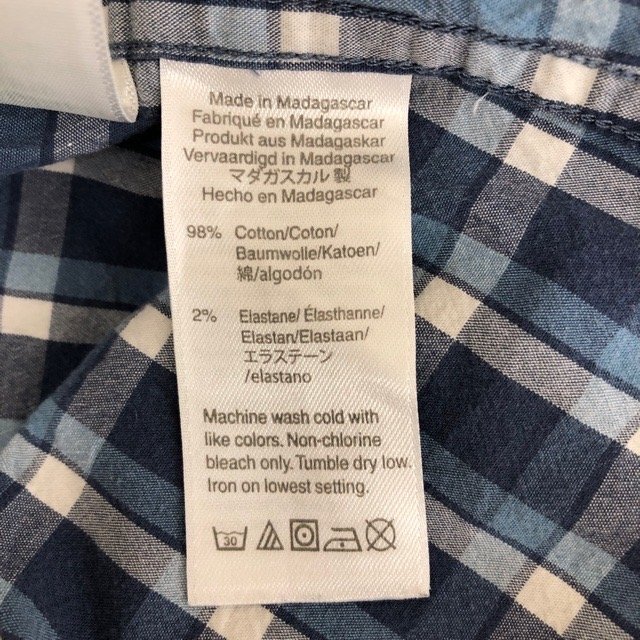 Made in Madagascar
Fabriqué en Madagascar
Produkt aus Madagaskar
Vervaardigd in Madagascar
マダガスカル製
Hecho en Madagascar
98% Cotton/Coton/
Baumwolle/Katoen/
綿/algodón
2% Elastane/Élasthanne/
Elastan/Elastaan/
エラステーン
/elastano
Machine wash cold with
like colors. Non-chlorine
bleach only. Tumble dry low.
Iron on lowest setting.
30